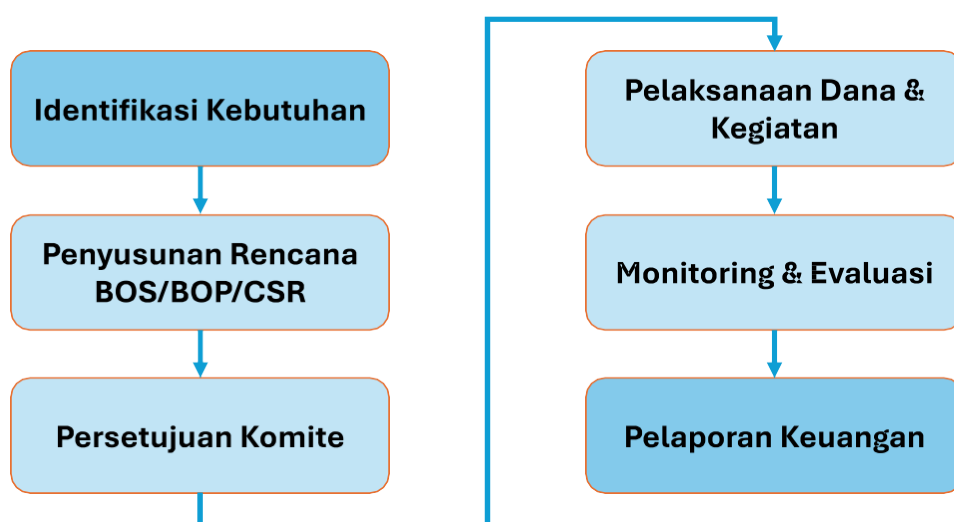 Identifikasi Kebutuhan
Penyusunan Rencana
BOS/BOP/CSR
Persetujuan Komite
Pelaksanaan Dana &
Kegiatan
Monitoring & Evaluasi
Pelaporan Keuangan